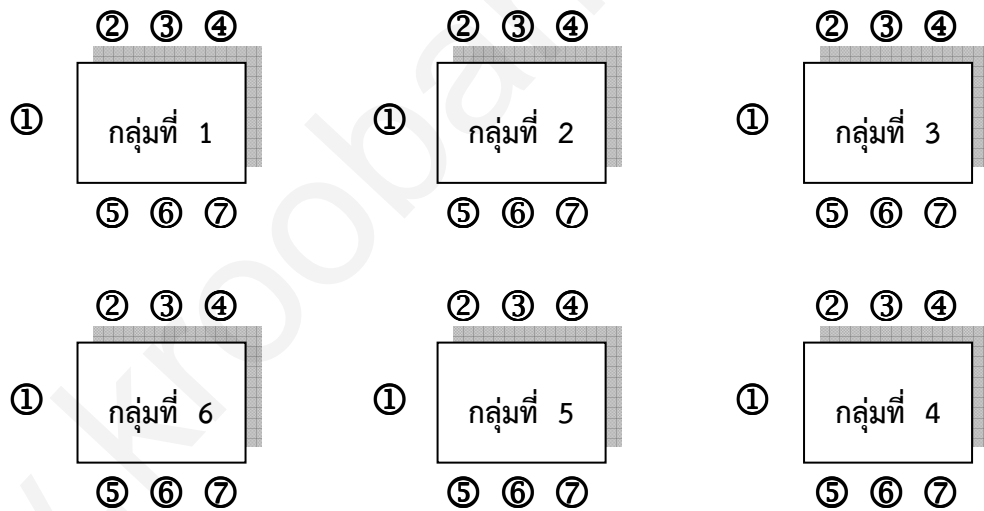 ② ③ ④ ② ③ ④ ② ③ ④
① กลุ่มที่ 1 ① กลุ่มที่ 2 ① กลุ่มที่ 3
⑤ ⑥ ⑦ ⑤ ⑥ ⑦ ⑤ ⑥ ⑦
② ③ ④ ② ③ ④ ② ③ ④
① กลุ่มที่ 6 ① กลุ่มที่ 5 ① กลุ่มที่ 4
⑤ ⑥ ⑦ ⑤ ⑥ ⑦ ⑤ ⑥ ⑦